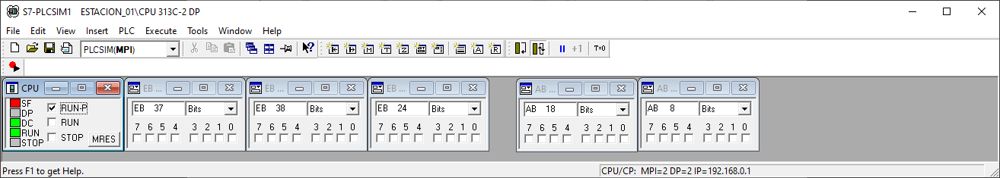 S7-PLCSIM1    ESTACION_01\CPU 313C-2 DP
File Edit View Insert PLC Execute Tools Window Help
PLCSIM(MPI) +1 T=0
CPU EB ... EB ... EB ... AB ... AB ...
SF
DP
DC
RUN
STOP
RUN-P
RUN
STOP MRES
EB 37 Bits
7 6 5 4 3 2 1 0
EB 38 Bits
7 6 5 4 3 2 1 0
EB 24 Bits
7 6 5 4 3 2 1 0
AB 18 Bits
7 6 5 4 3 2 1 0
AB 8 Bits
7 6 5 4 3 2 1 0
Press F1 to get Help.
CPU/CP: MPI=2 DP=2 IP=192.168.0.1